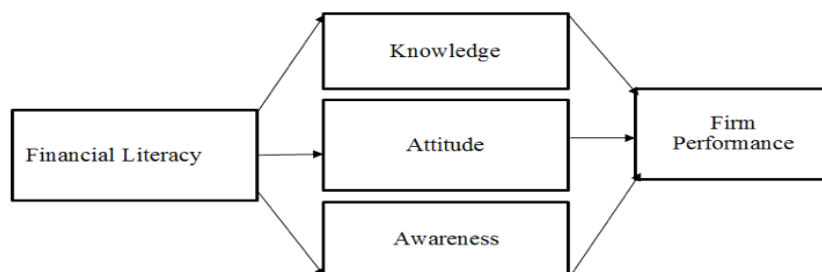 Knowledge
Financial Literacy
Attitude
Firm
Performance
Awareness